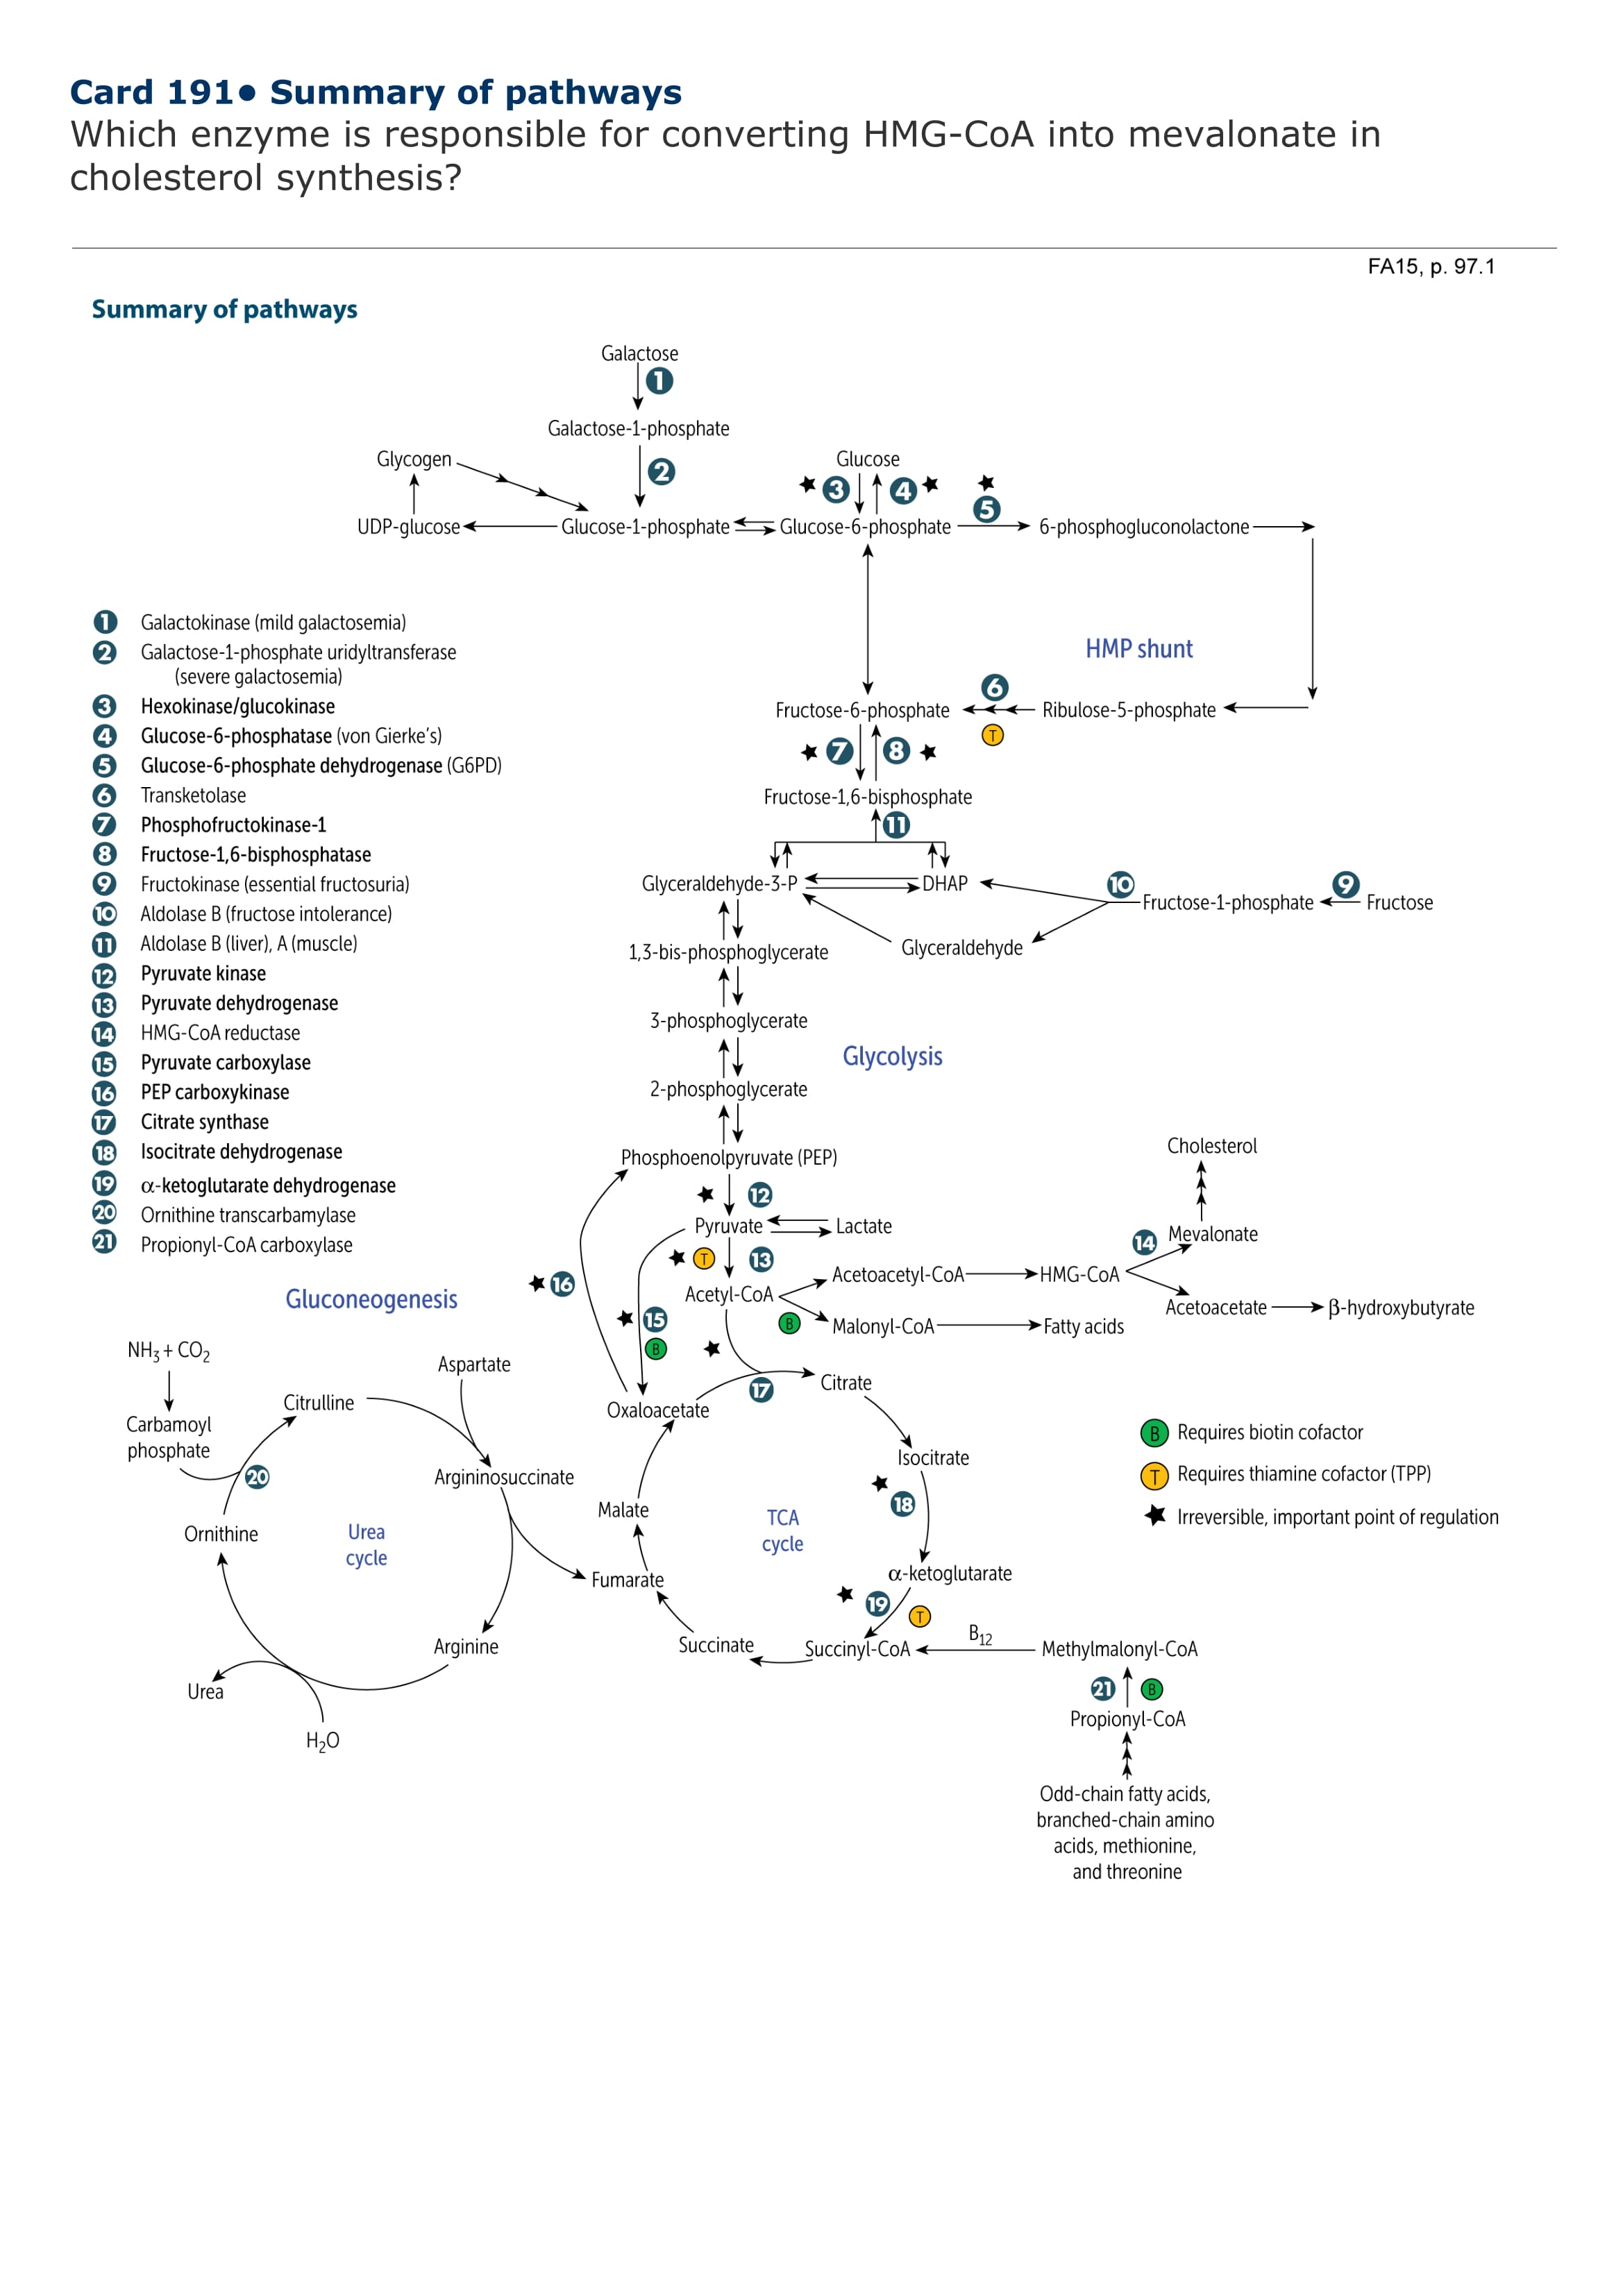 Card 191● Summary of pathways
Which enzyme is responsible for converting HMG-CoA into mevalonate in
cholesterol synthesis?
FA15, p. 97.1
Summary of pathways
Galactose
1
Galactose-1-phosphate
Glycogen
2
Glucose
3
4
5
UDP-glucose
Glucose-1-phosphate
Glucose-6-phosphate
6-phosphogluconolactone
1 Galactokinase (mild galactosemia)
2 Galactose-1-phosphate uridyltransferase
(severe galactosemia)
3 Hexokinase/glucokinase
4 Glucose-6-phosphatase (von Gierke's)
5 Glucose-6-phosphate dehydrogenase (G6PD)
6 Transketolase
7 Phosphofructokinase-1
8 Fructose-1,6-bisphosphatase
9 Fructokinase (essential fructosuria)
10 Aldolase B (fructose intolerance)
11 Aldolase B (liver), A (muscle)
12 Pyruvate kinase
13 Pyruvate dehydrogenase
14 HMG-CoA reductase
15 Pyruvate carboxylase
16 PEP carboxykinase
17 Citrate synthase
18 Isocitrate dehydrogenase
19 α-ketoglutarate dehydrogenase
20 Ornithine transcarbamylase
21 Propionyl-CoA carboxylase
HMP shunt
6
Fructose-6-phosphate
Ribulose-5-phosphate
T
7
8
Fructose-1,6-bisphosphate
11
Glyceraldehyde-3-P
DHAP
10
9
Fructose-1-phosphate
Fructose
Glyceraldehyde
1,3-bis-phosphoglycerate
3-phosphoglycerate
Glycolysis
2-phosphoglycerate
Phosphoenolpyruvate (PEP)
Cholesterol
12
Pyruvate
Lactate
Mevalonate
14
T
13
Acetoacetyl-CoA
HMG-CoA
16
Acetyl-CoA
Acetoacetate
β-hydroxybutyrate
15
B
B
Malonyl-CoA
Fatty acids
Gluconeogenesis
NH3 + CO2
Aspartate
Citrulline
17
Citrate
Carbamoyl
phosphate
Oxaloacetate
20
Argininosuccinate
Isocitrate
B Requires biotin cofactor
T Requires thiamine cofactor (TPP)
Irreversible, important point of regulation
18
Malate
TCA
cycle
Ornithine
Urea
cycle
Fumarate
α-ketoglutarate
19
T
Arginine
Succinate
Succinyl-CoA
B12
Methylmalonyl-CoA
Urea
21
B
H2O
Propionyl-CoA
Odd-chain fatty acids,
branched-chain amino
acids, methionine,
and threonine